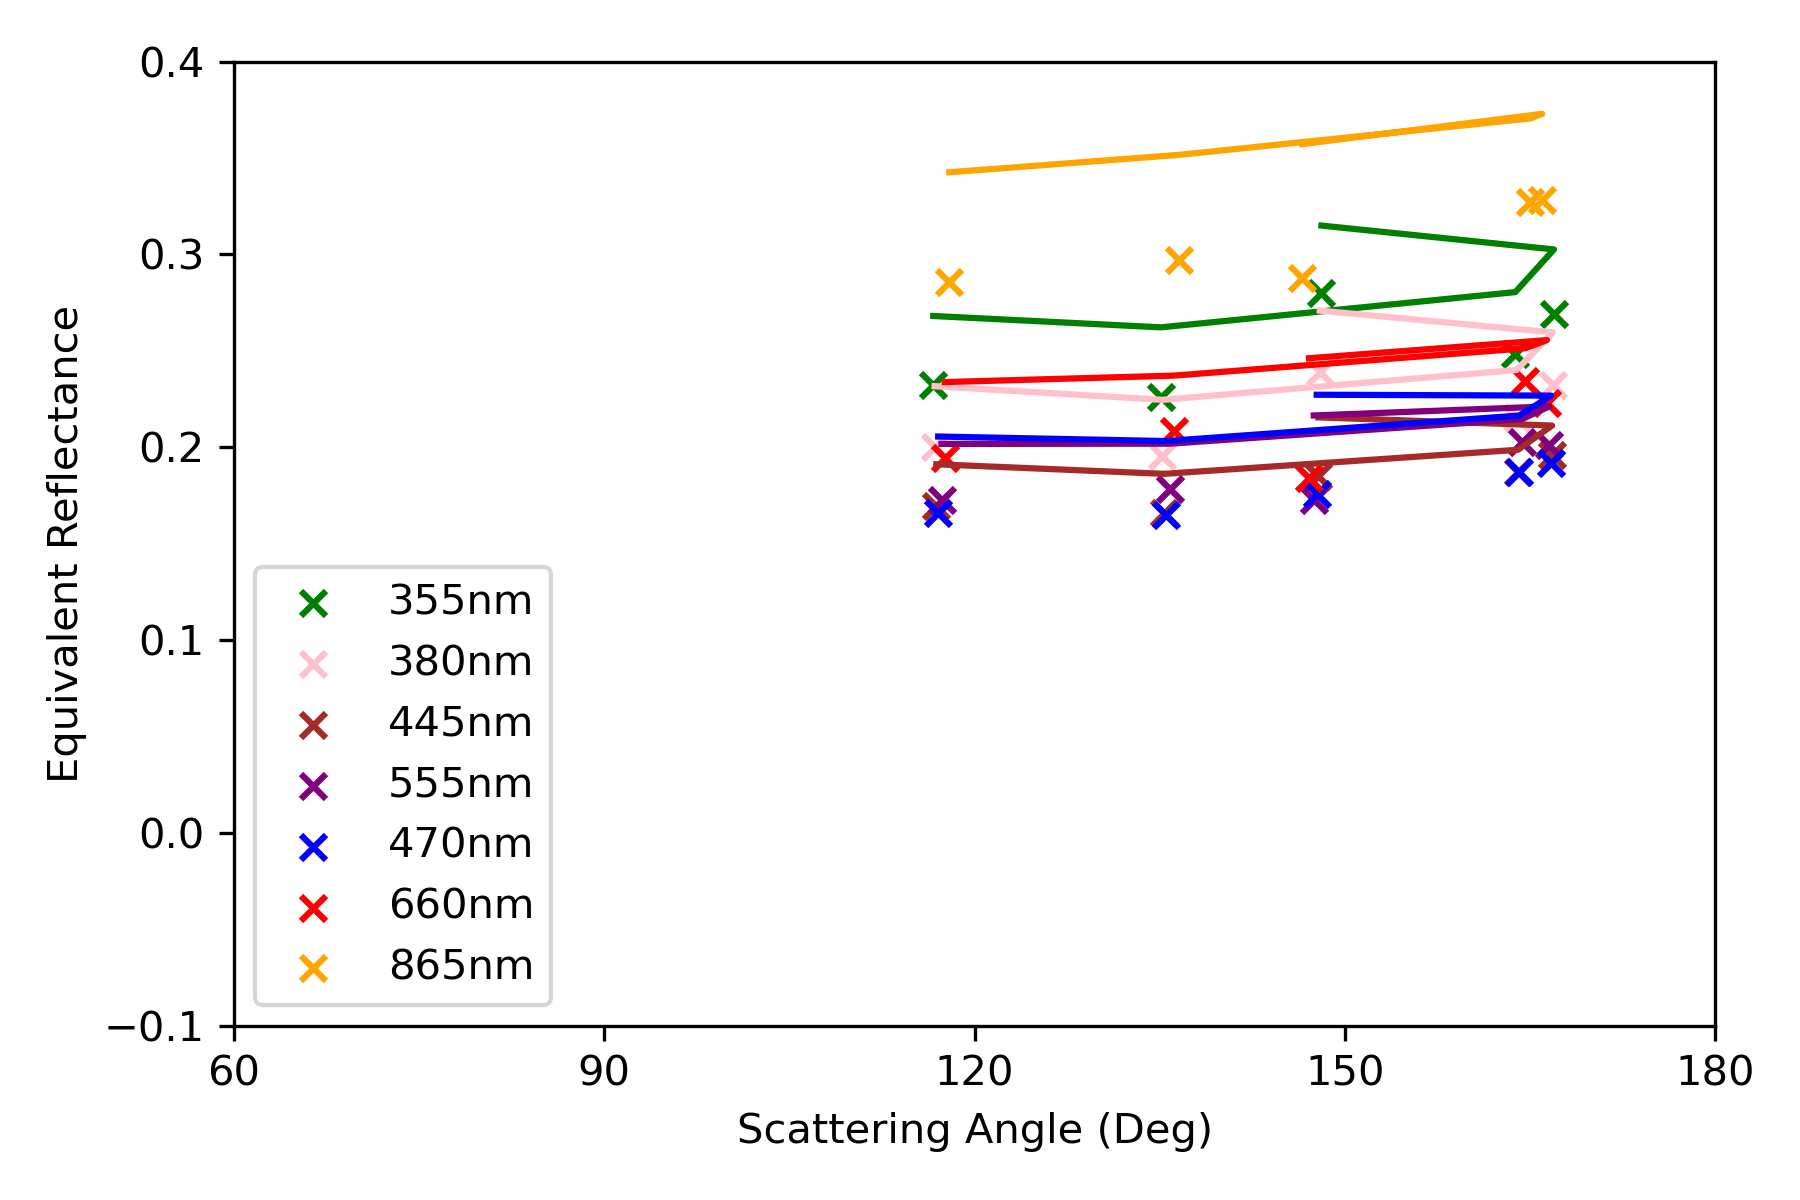 0.4
0.3
0.2
0.1
0.0
−0.1
Equivalent Reflectance
355nm
380nm
445nm
555nm
470nm
660nm
865nm
60 90 120 150 180
Scattering Angle (Deg)